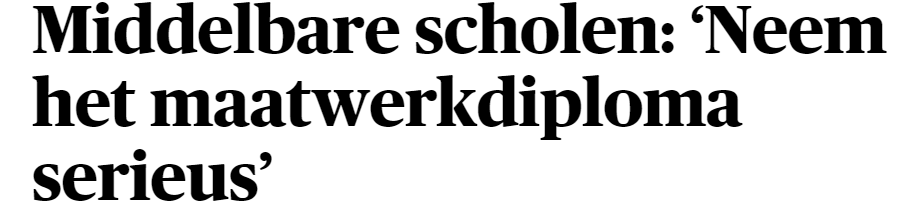 Middelbare scholen: ‘Neem
het maatwerkdiploma
serieus’